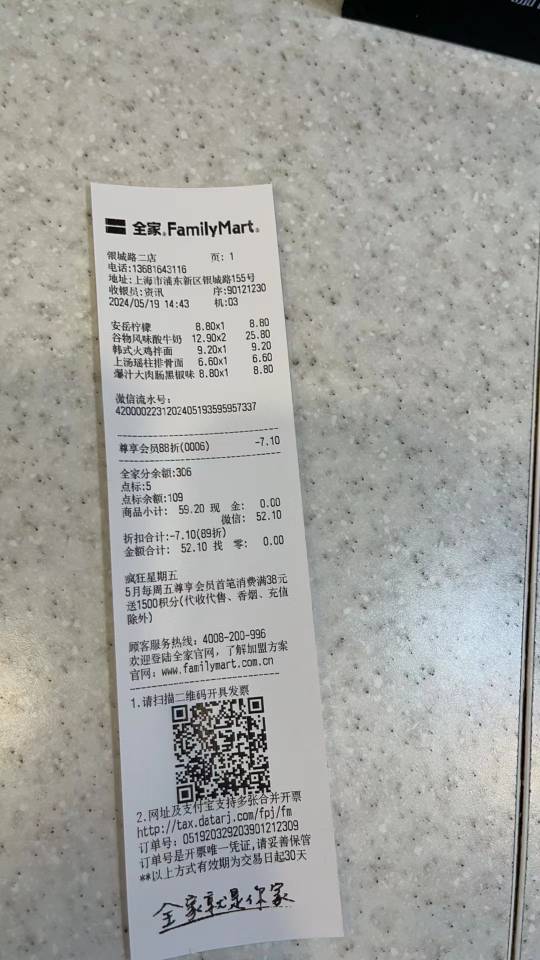 全家 FamilyMart
银城路二店 页: 1
电话:13681643116
地址:上海市浦东新区银城路155号
收银员:资讯 序:90121230
2024/05/19 14:43 机:03
安岳柠檬 8.80x1 8.80
谷物风味酸牛奶 12.90x2 25.80
韩式火鸡拌面 9.20x1 9.20
上汤瑶柱排骨面 6.60x1 6.60
爆汁大肉肠黑椒味 8.80x1 8.80
微信流水号:
4200002231202405193595957337
尊享会员88折(0006) -7.10
全家分余额:306
点标:5
点标余额:109
商品小计: 59.20 现 金: 0.00
微信: 52.10
折扣合计:-7.10(89折)
金额合计: 52.10 找 零: 0.00
疯狂星期五
5月每周五尊享会员首笔消费满38元
送1500积分(代收代售、香烟、充值
除外)
顾客服务热线: 4008-200-996
欢迎登陆全家官网,了解加盟方案
官网: www.familymart.com.cn
1.请扫描二维码开具发票
2.网址及支付宝支持多张合并开票
http://tax.datarj.com/fpj/fm
订单号: 051920329203901212309
订单号是开票唯一凭证,请妥善保管
**以上方式有效期为交易日起30天
全家就是你家